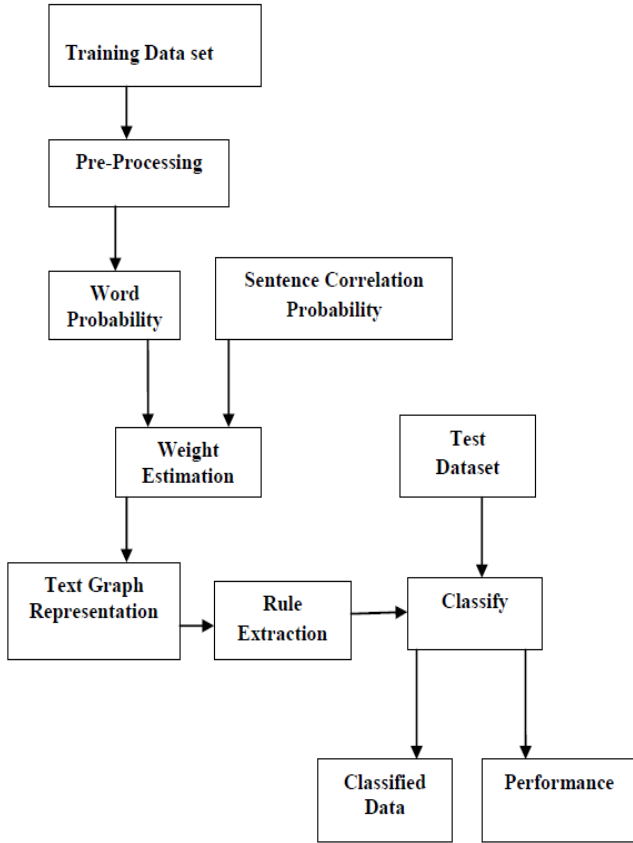 Training Data set
Pre-Processing
Word
Probability
Sentence Correlation
Probability
Weight
Estimation
Test
Dataset
Text Graph
Representation
Rule
Extraction
Classify
Classified
Data
Performance